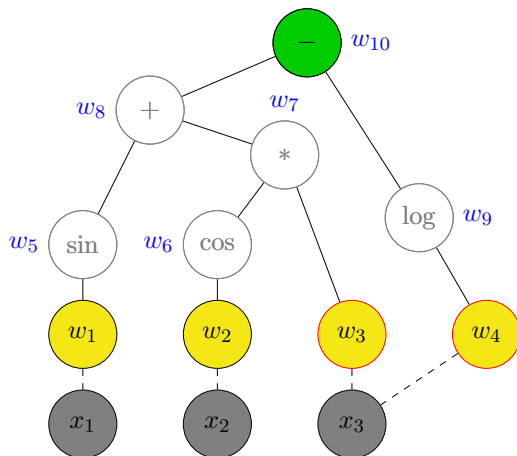 − w₁₀
w₈ + w₇
*
w₅ sin w₆ cos log w₉
w₁ w₂ w₃ w₄
x₁ x₂ x₃